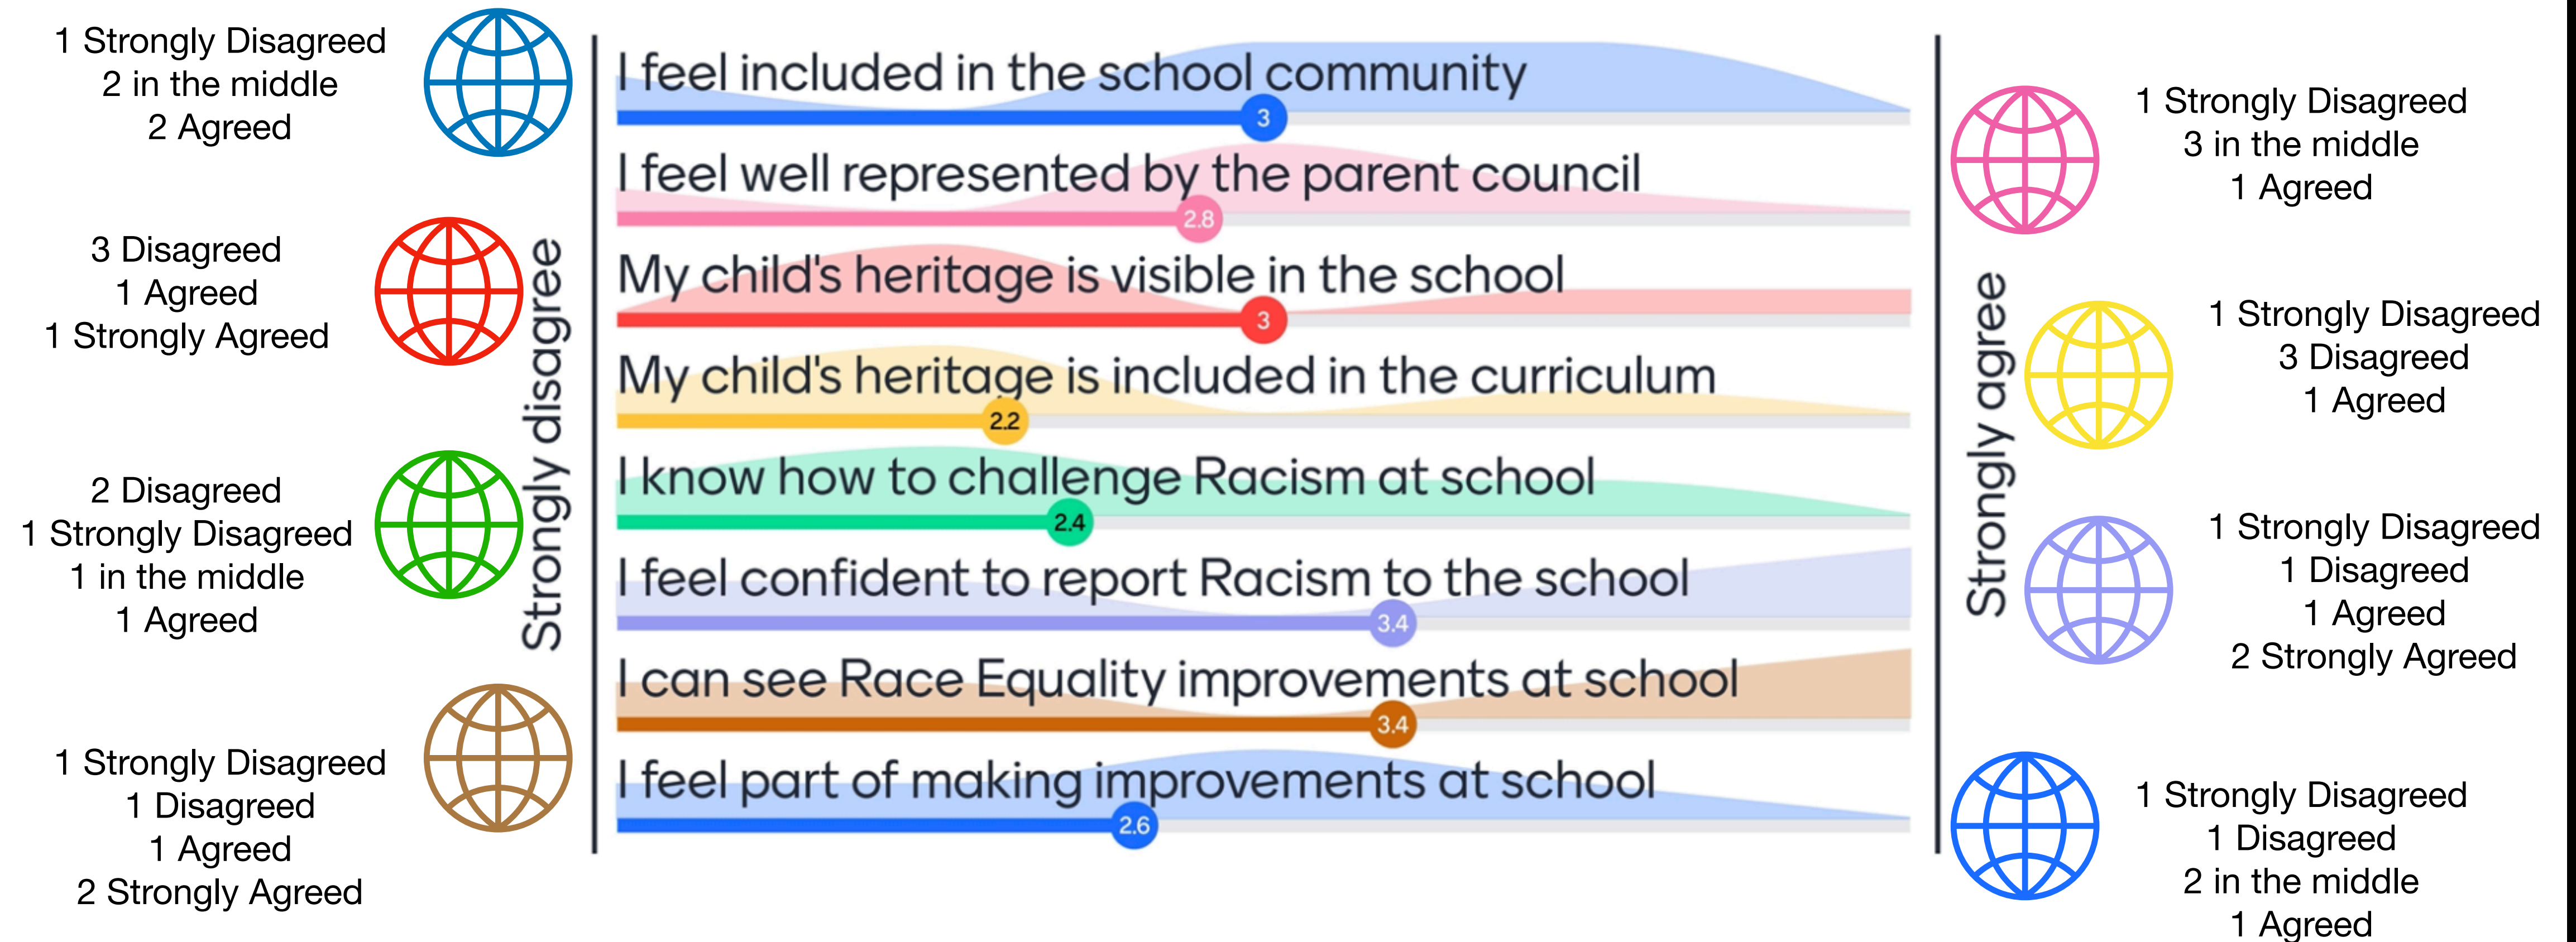 1 Strongly Disagreed
2 in the middle
2 Agreed
3 Disagreed
1 Agreed
1 Strongly Agreed
2 Disagreed
1 Strongly Disagreed
1 in the middle
1 Agreed
1 Strongly Disagreed
1 Disagreed
1 Agreed
2 Strongly Agreed
Strongly disagree
I feel included in the school community
3
I feel well represented by the parent council
2.8
My child's heritage is visible in the school
3
My child's heritage is included in the curriculum
2.2
I know how to challenge Racism at school
2.4
I feel confident to report Racism to the school
3.4
I can see Race Equality improvements at school
3.4
I feel part of making improvements at school
2.6
Strongly agree
1 Strongly Disagreed
3 in the middle
1 Agreed
1 Strongly Disagreed
3 Disagreed
1 Agreed
1 Strongly Disagreed
1 Disagreed
1 Agreed
2 Strongly Agreed
1 Strongly Disagreed
1 Disagreed
2 in the middle
1 Agreed